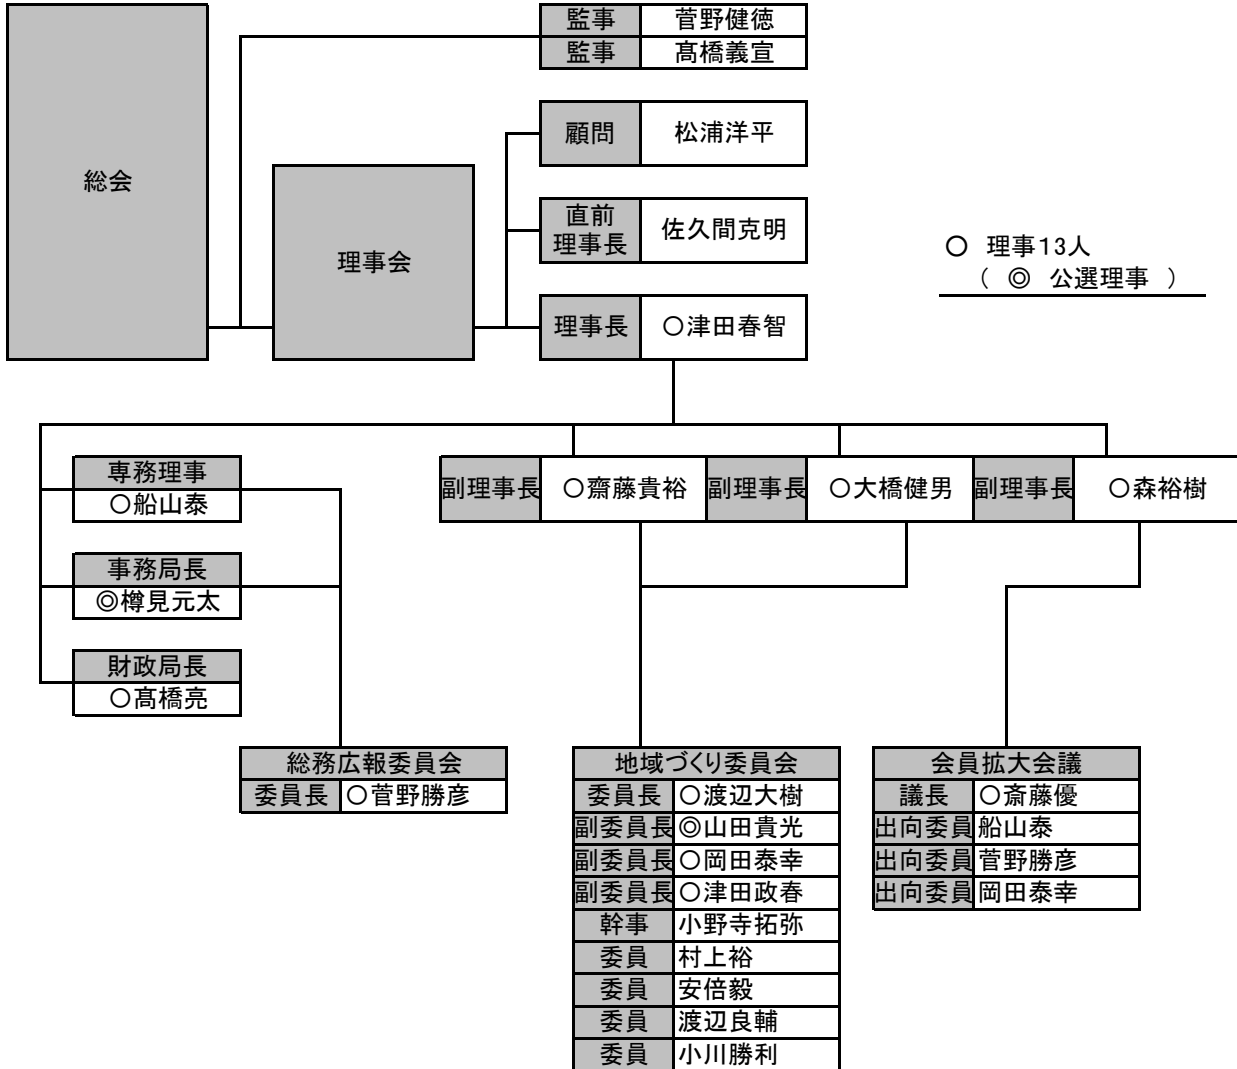 総会
監事 菅野健徳
監事 髙橋義宣
理事会
顧問 松浦洋平
直前
理事長 佐久間克明
理事長 〇津田春智
〇 理事13人
( ◎ 公選理事 )
専務理事
〇船山泰
事務局長
◎樽見元太
財政局長
〇髙橋亮
副理事長 〇齋藤貴裕 副理事長 〇大橋健男 副理事長 〇森裕樹
総務広報委員会
委員長 〇菅野勝彦
地域づくり委員会
委員長 〇渡辺大樹
副委員長 ◎山田貴光
副委員長 〇岡田泰幸
副委員長 〇津田政春
幹事 小野寺拓弥
委員 村上裕
委員 安倍毅
委員 渡辺良輔
委員 小川勝利
会員拡大会議
議長 〇斎藤優
出向委員 船山泰
出向委員 菅野勝彦
出向委員 岡田泰幸